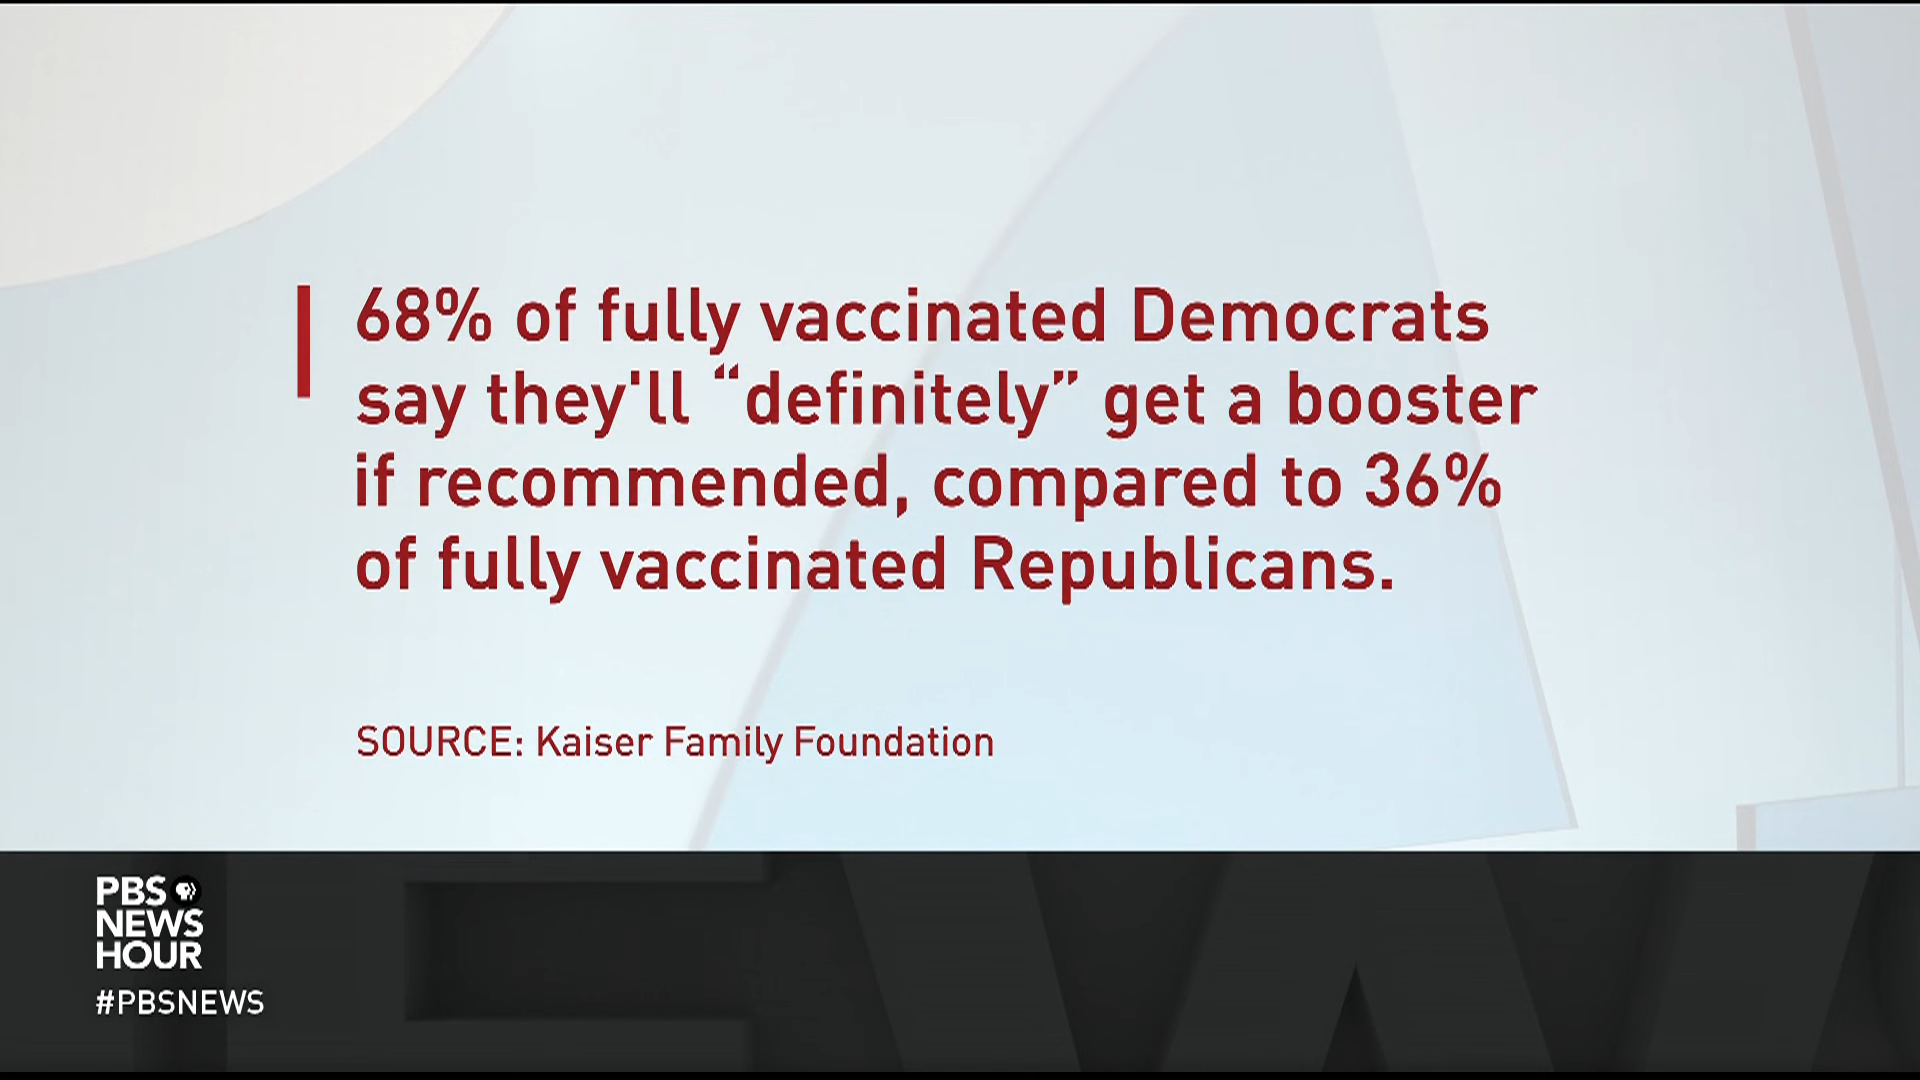 68% of fully vaccinated Democrats
say they'll “definitely” get a booster
if recommended, compared to 36%
of fully vaccinated Republicans.
SOURCE: Kaiser Family Foundation
PBS
NEWS
HOUR
#PBSNEWS